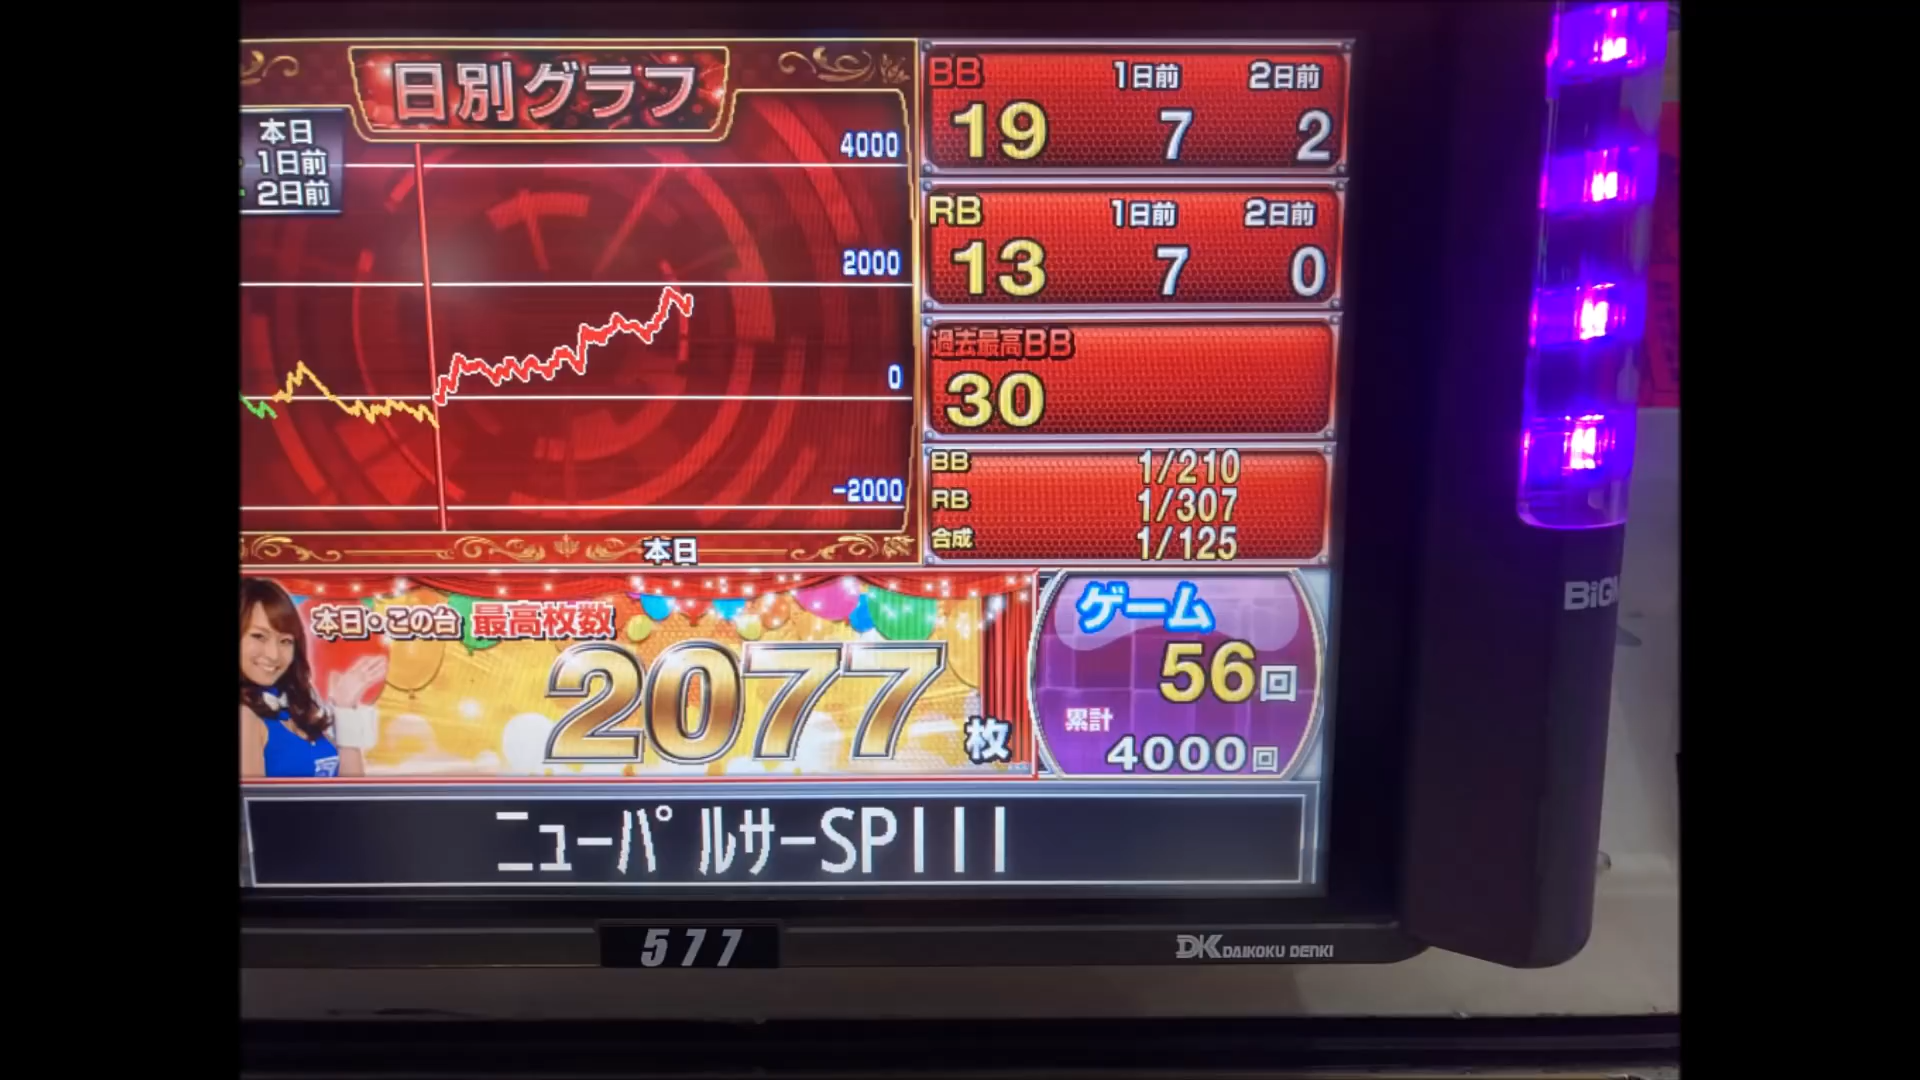 日別グラフ
本日
1日前
2日前
4000
2000
0
-2000
本日
BB 1日前 2日前
19 7 2
RB 1日前 2日前
13 7 0
過去最高BB
30
BB 1/210
RB 1/307
合成 1/125
本日・この台 最高枚数
2077枚
ゲーム
56回
累計
4000回
ﾆｭｰﾊﾟﾙｻｰSPIII
577
DK DAIKOKU DENKI